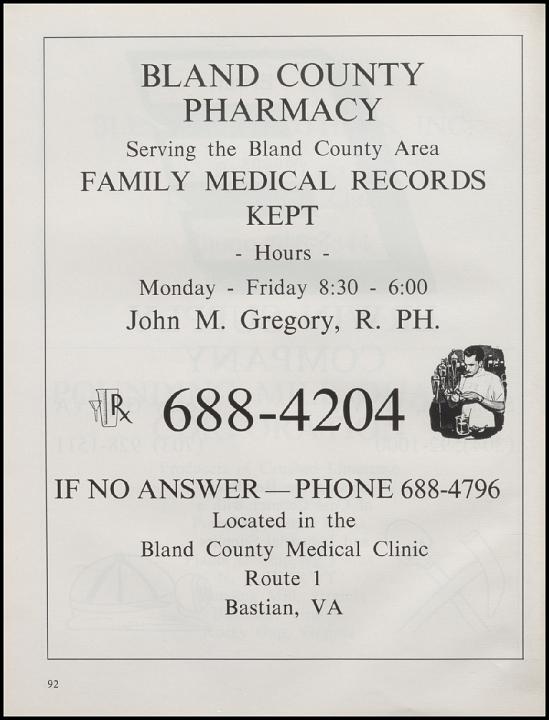 BLAND COUNTY
PHARMACY
Serving the Bland County Area
FAMILY MEDICAL RECORDS
KEPT
- Hours -
Monday - Friday 8:30 - 6:00
John M. Gregory, R. PH.
Rx 688-4204
IF NO ANSWER — PHONE 688-4796
Located in the
Bland County Medical Clinic
Route 1
Bastian, VA
92